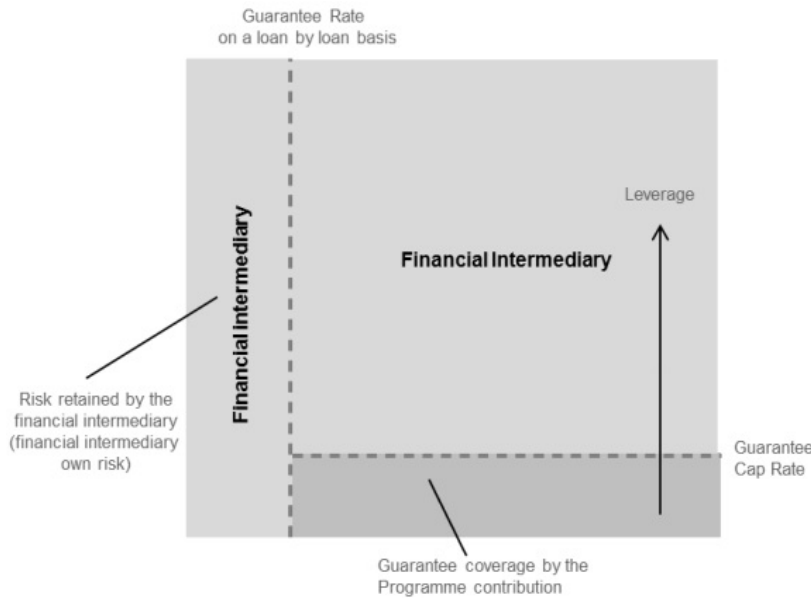 Guarantee Rate
on a loan by loan basis
Leverage
Financial Intermediary
Financial Intermediary
Risk retained by the
financial intermediary
(financial intermediary
own risk)
Guarantee
Cap Rate
Guarantee coverage by the
Programme contribution